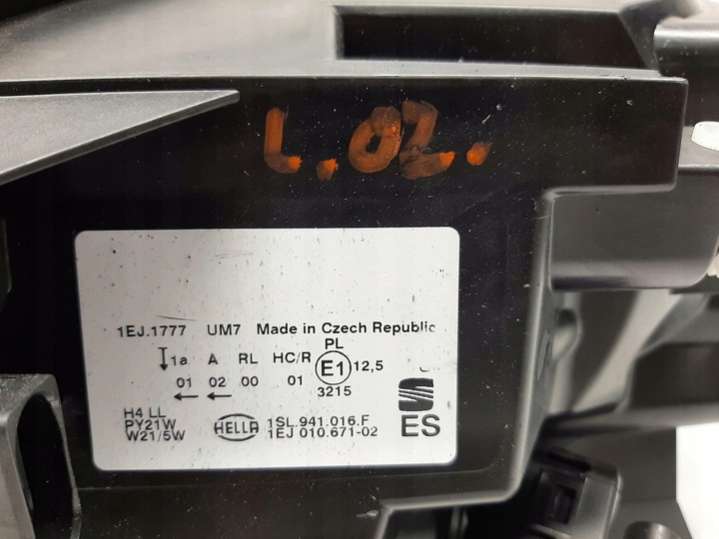 L.02..
1EJ.1777 UM7 Made in Czech Republic
PL
1a A RL HC/R E1 12,5
01 02 00 01
3215
H4 LL
PY21W HELLA 1SL.941.016.F
W21/5W 1EJ 010.671-02
ES